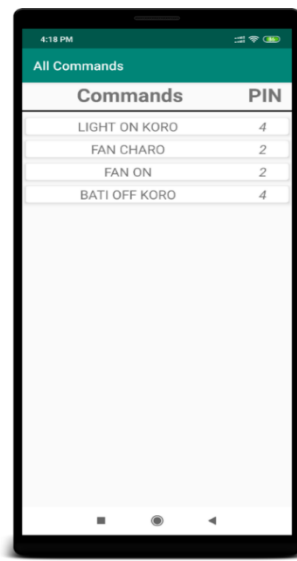 4:18 PM
All Commands
Commands PIN
LIGHT ON KORO 4
FAN CHARO 2
FAN ON 2
BATI OFF KORO 4